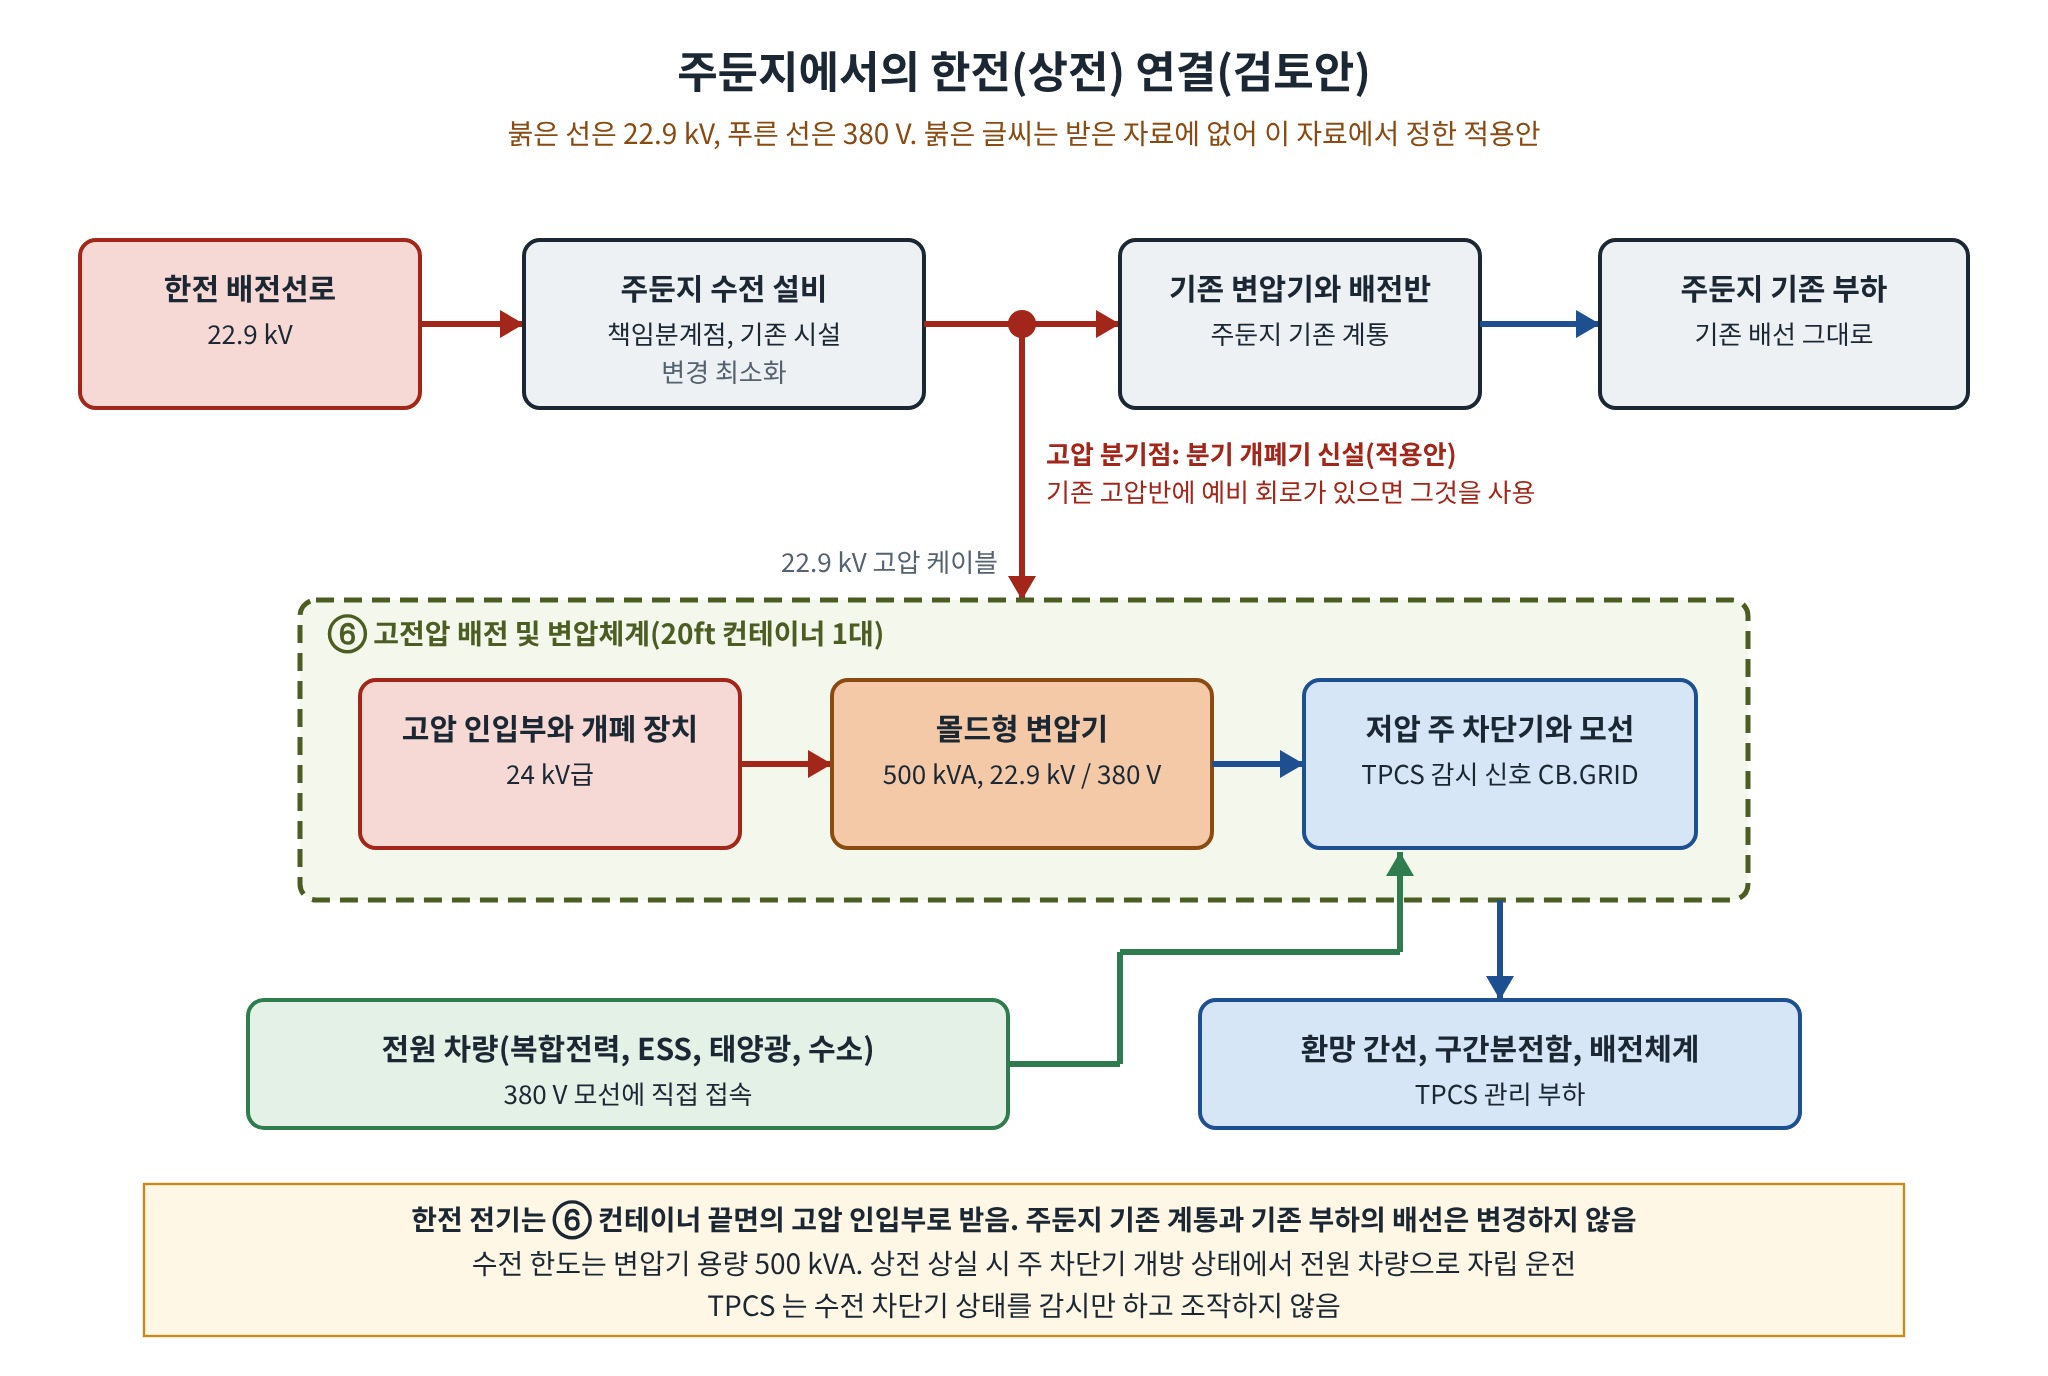 주둔지에서의 한전(상전) 연결(검토안)
붉은 선은 22.9 kV, 푸른 선은 380 V. 붉은 글씨는 받은 자료에 없어 이 자료에서 정한 적용안
한전 배전선로
22.9 kV
주둔지 수전 설비
책임분계점, 기존 시설
변경 최소화
기존 변압기와 배전반
주둔지 기존 계통
주둔지 기존 부하
기존 배선 그대로
고압 분기점: 분기 개폐기 신설(적용안)
기존 고압반에 예비 회로가 있으면 그것을 사용
22.9 kV 고압 케이블
⑥ 고전압 배전 및 변압체계(20ft 컨테이너 1대)
고압 인입부와 개폐 장치
24 kV급
몰드형 변압기
500 kVA, 22.9 kV / 380 V
저압 주 차단기와 모선
TPCS 감시 신호 CB.GRID
전원 차량(복합전력, ESS, 태양광, 수소)
380 V 모선에 직접 접속
환망 간선, 구간분전함, 배전체계
TPCS 관리 부하
한전 전기는 ⑥ 컨테이너 끝면의 고압 인입부로 받음. 주둔지 기존 계통과 기존 부하의 배선은 변경하지 않음
수전 한도는 변압기 용량 500 kVA. 상전 상실 시 주 차단기 개방 상태에서 전원 차량으로 자립 운전
TPCS 는 수전 차단기 상태를 감시만 하고 조작하지 않음